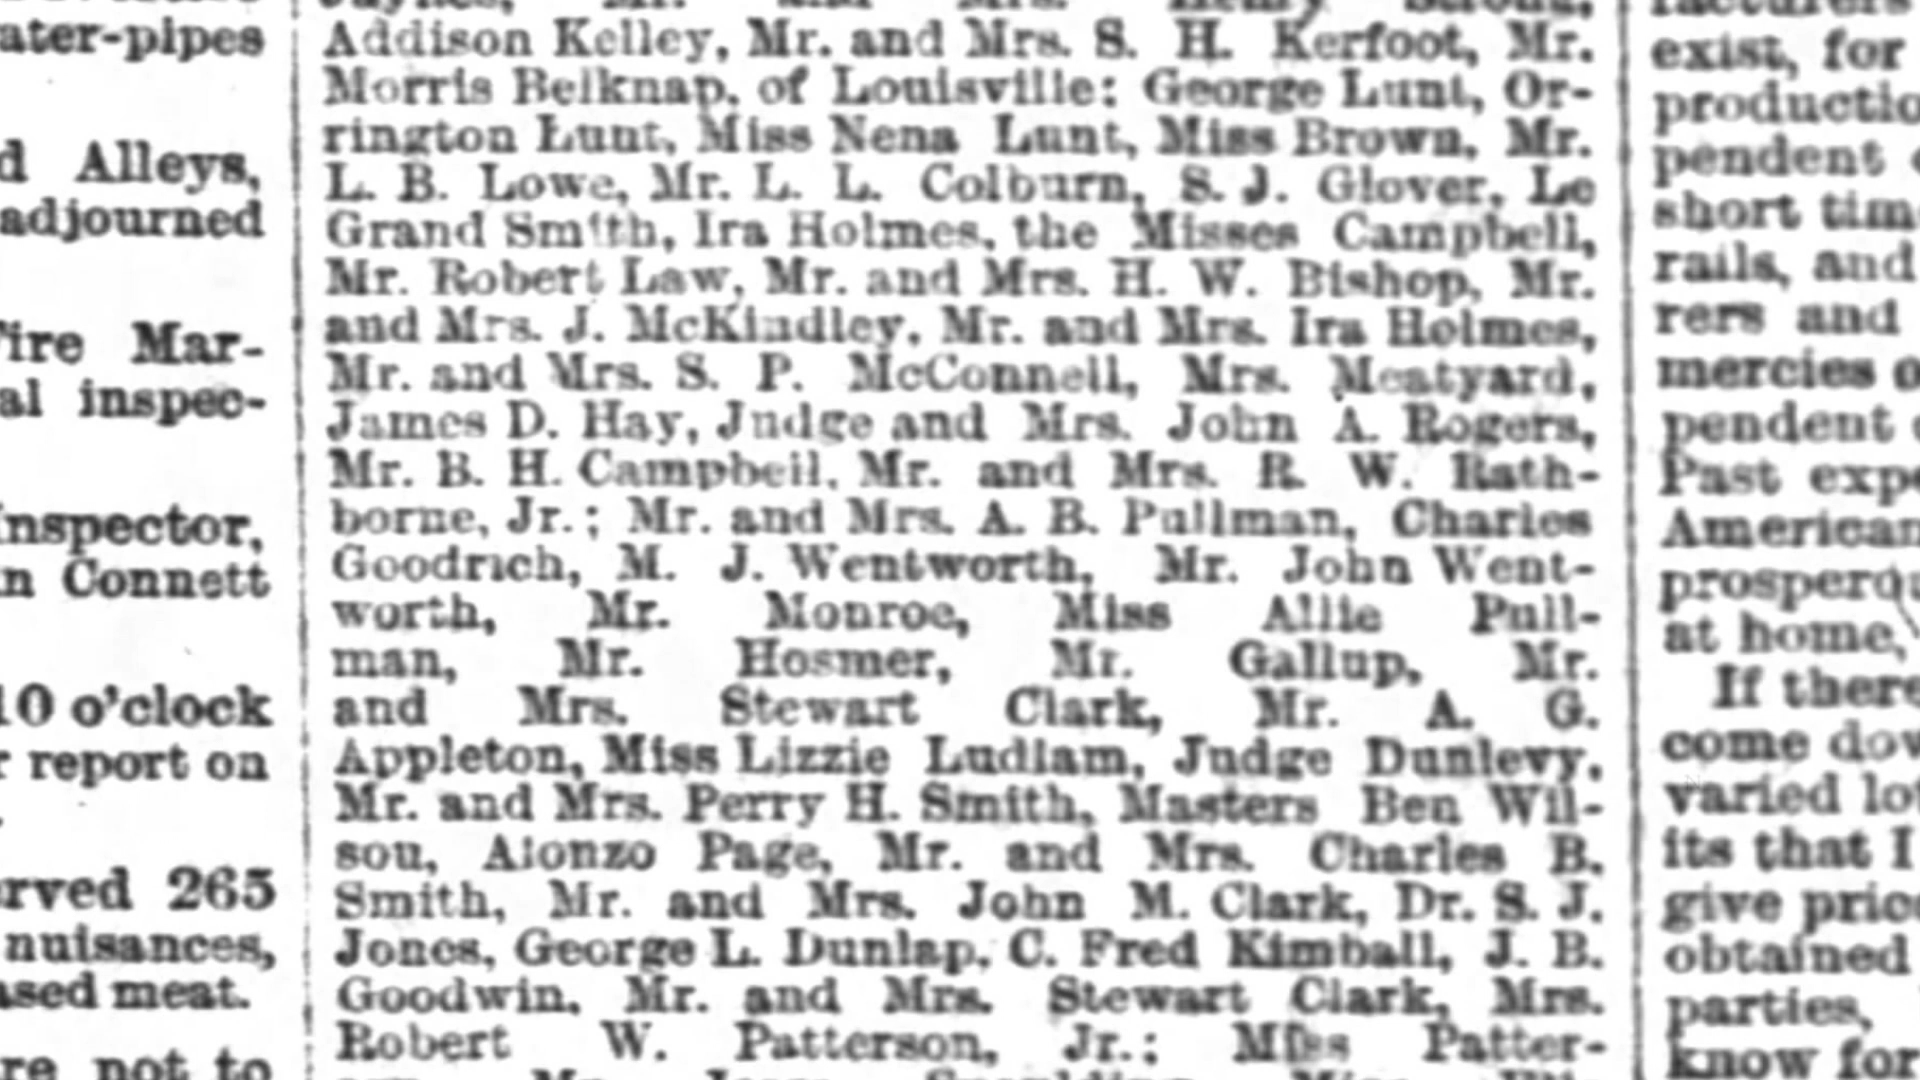 ater-pipes
d Alleys,
adjourned
Fire Mar-
al inspec-
Inspector,
n Connett
10 o'clock
r report on
erved 265
nuisances,
ased meat.
re not to
Addison Kelley, Mr. and Mrs. S. H. Kerfoot, Mr.
Morris Belknap, of Louisville; George Lunt, Or-
rington Lunt, Miss Nena Lunt, Miss Brown, Mr.
L. B. Lowe, Mr. L. L. Colburn, S. J. Glover, Le
Grand Smith, Ira Holmes, the Misses Campbell,
Mr. Robert Law, Mr. and Mrs. H. W. Bishop, Mr.
and Mrs. J. McKindley, Mr. and Mrs. Ira Holmes,
Mr. and Mrs. S. P. McConnell, Mrs. Meatyard,
James D. Hay, Judge and Mrs. John A. Rogers,
Mr. B. H. Campbell, Mr. and Mrs. R. W. Rath-
borne, Jr.; Mr. and Mrs. A. B. Pullman, Charles
Goodrich, M. J. Wentworth, Mr. John Went-
worth, Mr. Monroe, Miss Allie Pull-
man, Mr. Hosmer, Mr. Gallup, Mr.
and Mrs. Stewart Clark, Mr. A. G.
Appleton, Miss Lizzie Ludlam, Judge Dunlevy,
Mr. and Mrs. Perry H. Smith, Masters Ben Wil-
son, Alonzo Page, Mr. and Mrs. Charles B.
Smith, Mr. and Mrs. John M. Clark, Dr. S. J.
Jones, George L. Dunlap, C. Fred Kimball, J. B.
Goodwin, Mr. and Mrs. Stewart Clark, Mrs.
Robert W. Patterson, Jr.; Miss Patter-
exist, for
productio
pendent
short tim
rails, and
rers and
mercies o
pendent
Past expe
American
prosperou
at home,
If there
come dow
varied lot
its that I
give price
obtained
parties,
know for